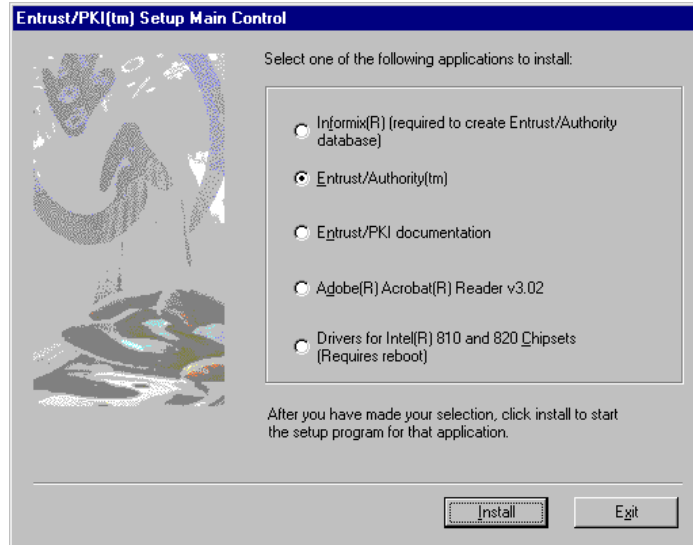 Entrust/PKI(tm) Setup Main Control
Select one of the following applications to install:
Informix(R) (required to create Entrust/Authority
database)
Entrust/Authority(tm)
Entrust/PKI documentation
Adobe(R) Acrobat(R) Reader v3.02
Drivers for Intel(R) 810 and 820 Chipsets
(Requires reboot)
After you have made your selection, click install to start
the setup program for that application.
Install
Exit